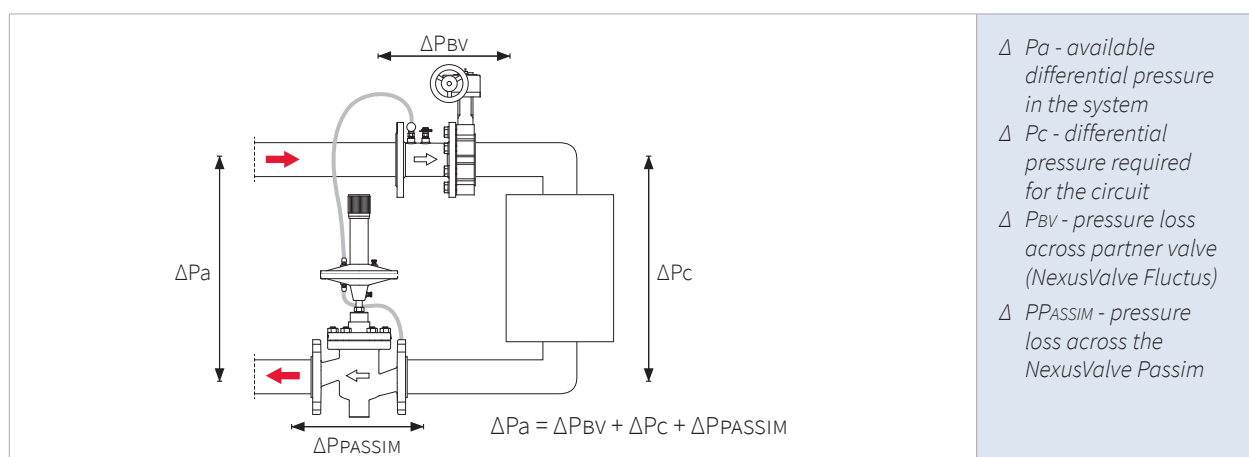 ΔPBV
ΔPa
ΔPc
ΔPPASSIM
ΔPa = ΔPBV + ΔPc + ΔPPASSIM
Δ Pa - available
differential pressure
in the system
Δ Pc - differential
pressure required
for the circuit
Δ PBV - pressure loss
across partner valve
(NexusValve Fluctus)
Δ PPASSIM - pressure
loss across the
NexusValve Passim